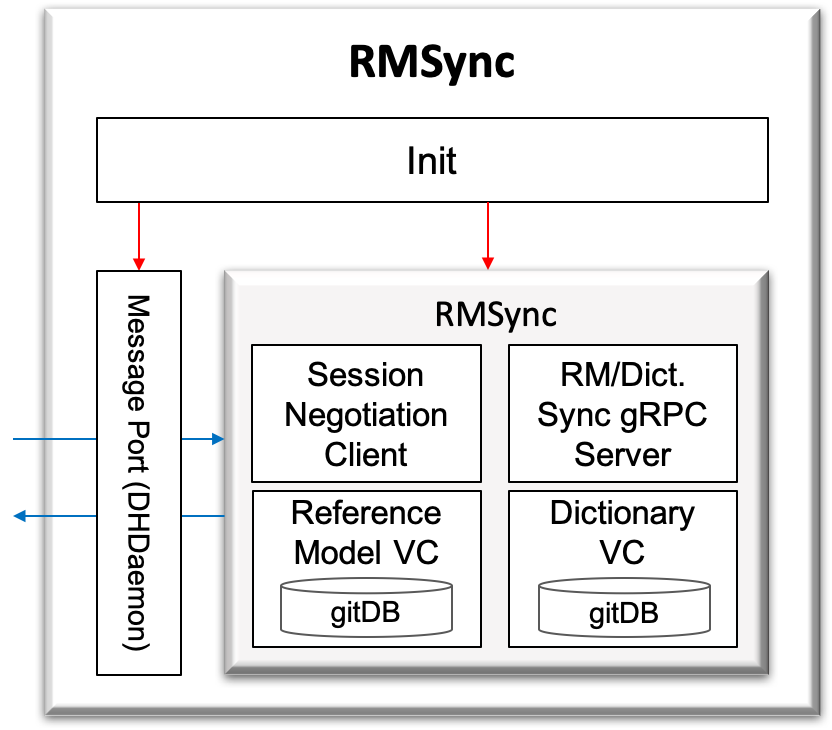 RMSync
Init
Message Port (DHDaemon)
RMSync
Session
Negotiation
Client
RM/Dict.
Sync gRPC
Server
Reference
Model VC
gitDB
Dictionary
VC
gitDB